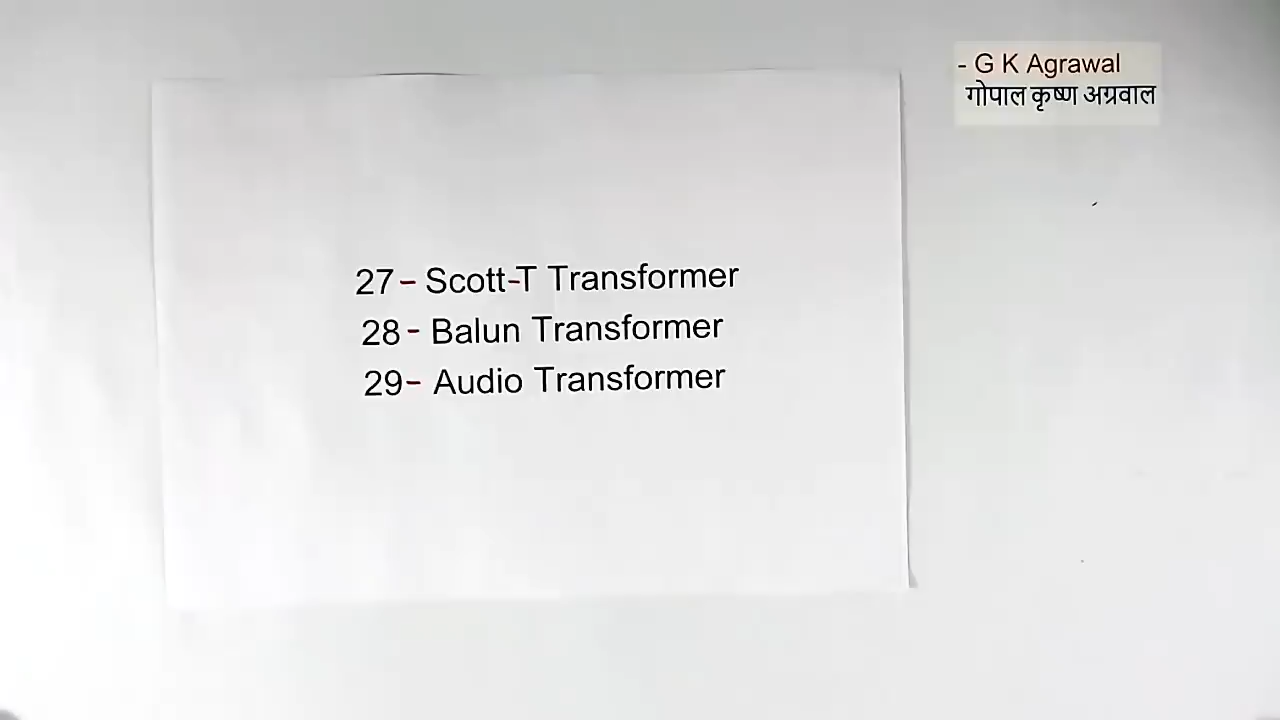 - G K Agrawal
गोपाल कृष्ण अग्रवाल
27- Scott-T Transformer
28- Balun Transformer
29- Audio Transformer